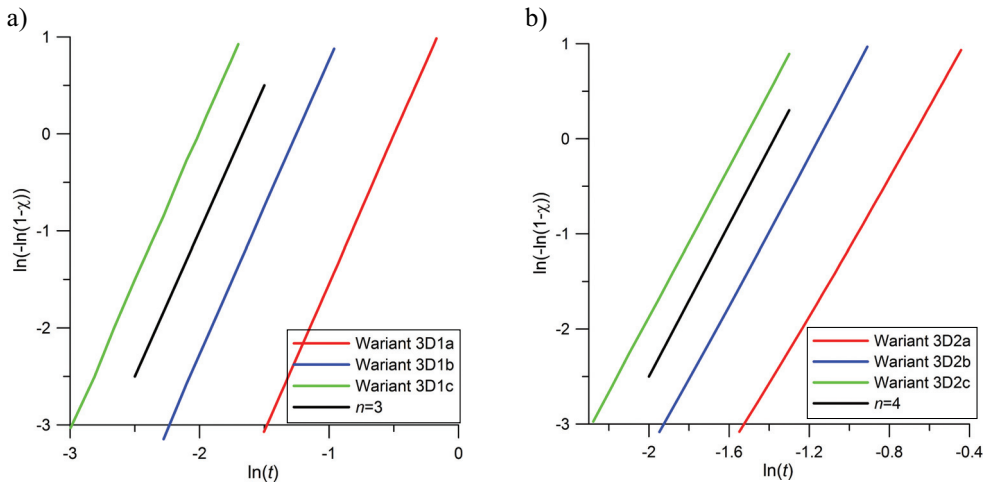 a)
1
0
-1
-2
-3
ln(-ln(1-χ))
Wariant 3D1a
Wariant 3D1b
Wariant 3D1c
n=3
-3
-2
-1
0
ln(t)
b)
1
0
-1
-2
-3
ln(-ln(1-χ))
Wariant 3D2a
Wariant 3D2b
Wariant 3D2c
n=4
-2
-1.6
-1.2
-0.8
-0.4
ln(t)